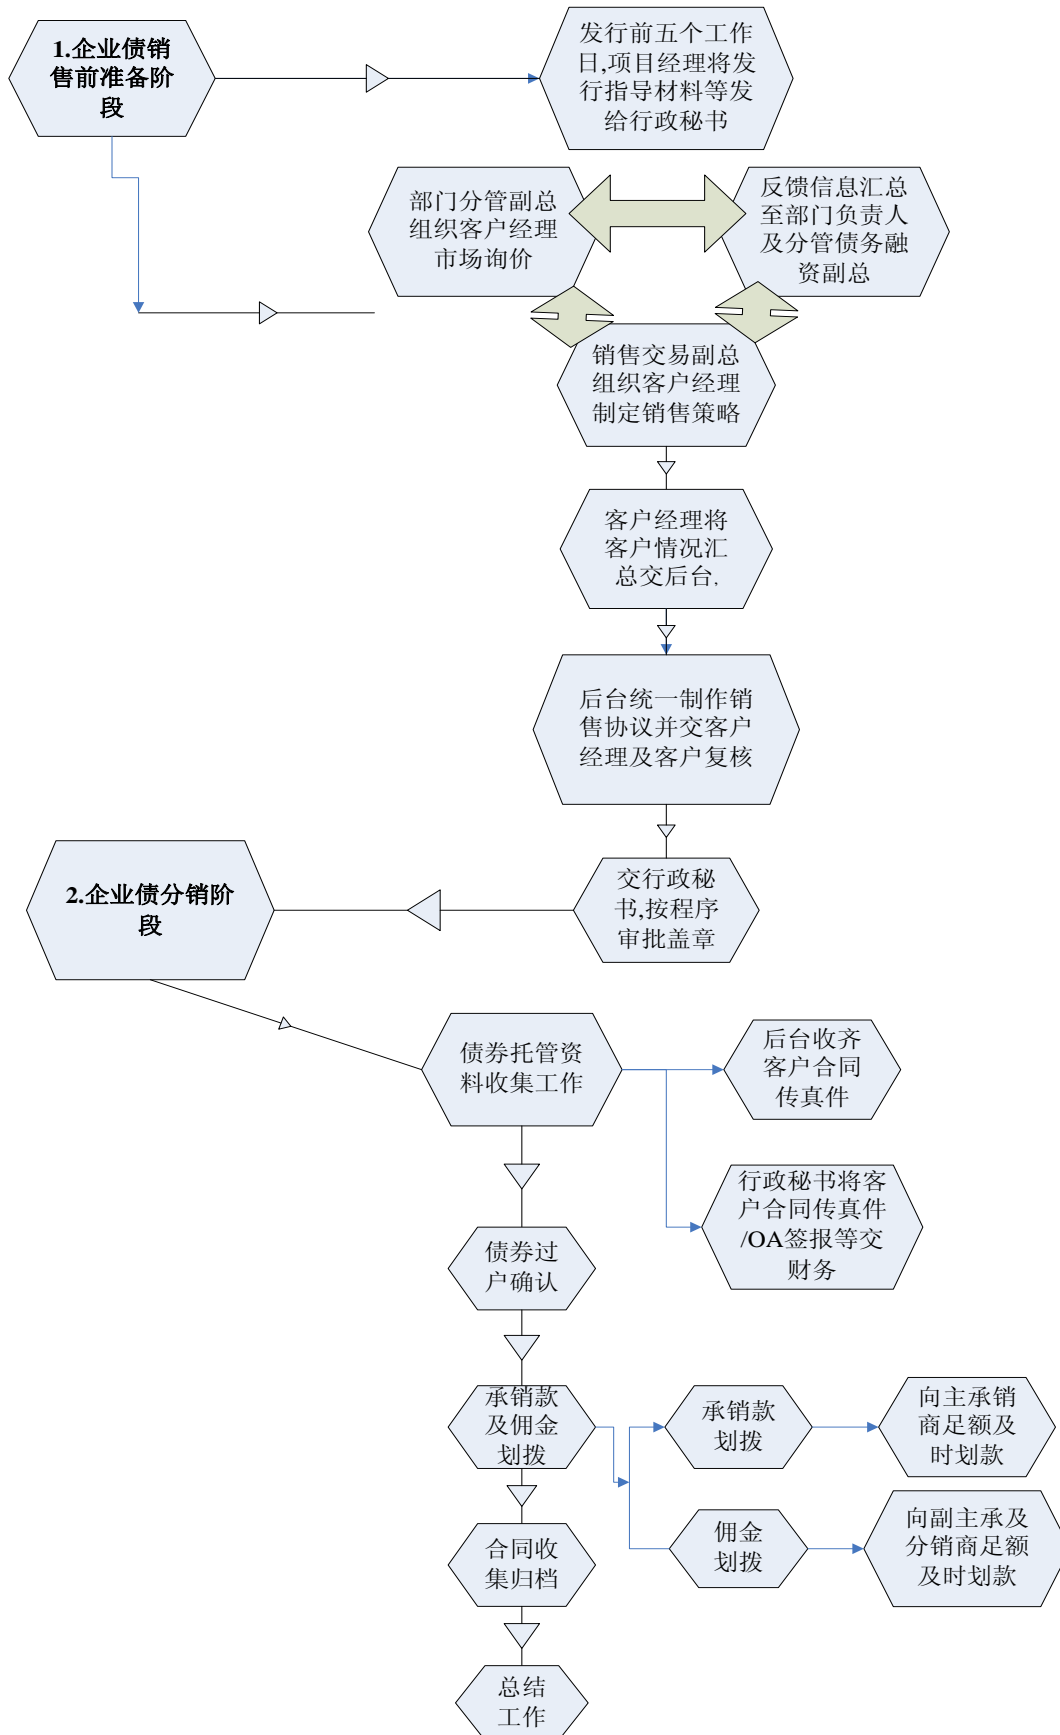 1.企业债销
售前准备阶
段
发行前五个工作
日,项目经理将发
行指导材料等发
给行政秘书
部门分管副总
组织客户经理
市场询价
反馈信息汇总
至部门负责人
及分管债务融
资副总
销售交易副总
组织客户经理
制定销售策略
客户经理将
客户情况汇
总交后台,
后台统一制作销
售协议并交客户
经理及客户复核
交行政秘
书,按程序
审批盖章
2.企业债分销阶
段
债券托管资
料收集工作
后台收齐
客户合同
传真件
行政秘书将客
户合同传真件
/OA签报等交
财务
债券过
户确认
承销款
及佣金
划拨
承销款
划拨
向主承销
商足额及
时划款
佣金
划拨
向副主承及
分销商足额
及时划款
合同收
集归档
总结
工作